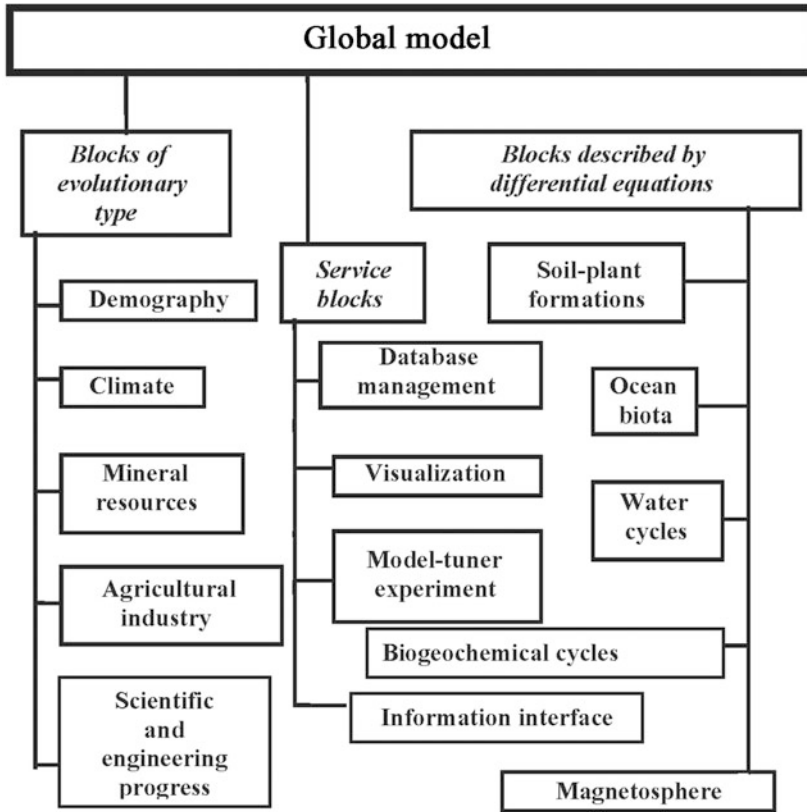 Global model
Blocks of
evolutionary
type
Demography
Climate
Mineral
resources
Agricultural
industry
Scientific
and
engineering
progress
Service
blocks
Database
management
Visualization
Model-tuner
experiment
Information interface
Blocks described by
differential equations
Soil-plant
formations
Ocean
biota
Water
cycles
Biogeochemical cycles
Magnetosphere